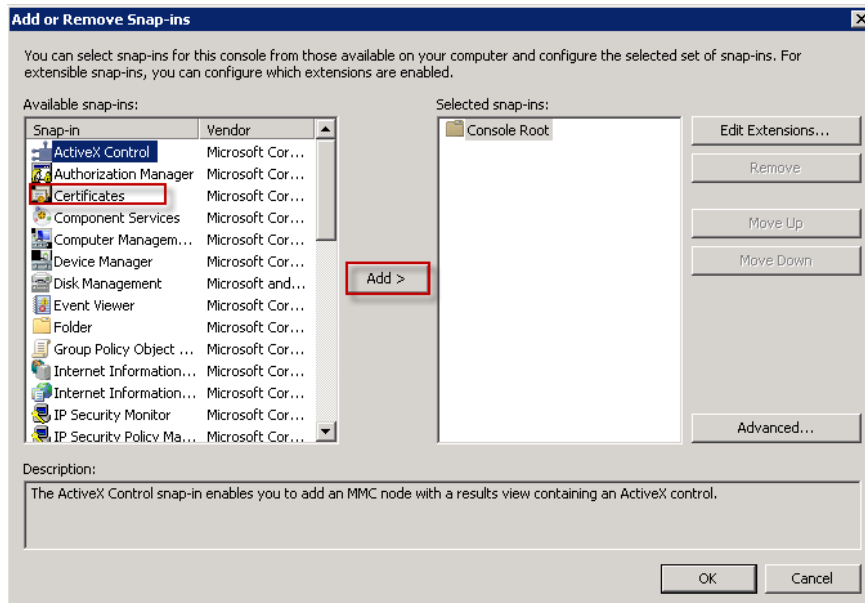 Add or Remove Snap-ins
You can select snap-ins for this console from those available on your computer and configure the selected set of snap-ins. For
extensible snap-ins, you can configure which extensions are enabled.
Available snap-ins:
Snap-in Vendor
ActiveX Control Microsoft Cor...
Authorization Manager Microsoft Cor...
Certificates Microsoft Cor...
Component Services Microsoft Cor...
Computer Managem... Microsoft Cor...
Device Manager Microsoft Cor...
Disk Management Microsoft and...
Event Viewer Microsoft Cor...
Folder Microsoft Cor...
Group Policy Object ... Microsoft Cor...
Internet Information... Microsoft Cor...
Internet Information... Microsoft Cor...
IP Security Monitor Microsoft Cor...
IP Security Policy Ma... Microsoft Cor...
Add >
Selected snap-ins:
Console Root
Edit Extensions...
Remove
Move Up
Move Down
Advanced...
Description:
The ActiveX Control snap-in enables you to add an MMC node with a results view containing an ActiveX control.
OK Cancel